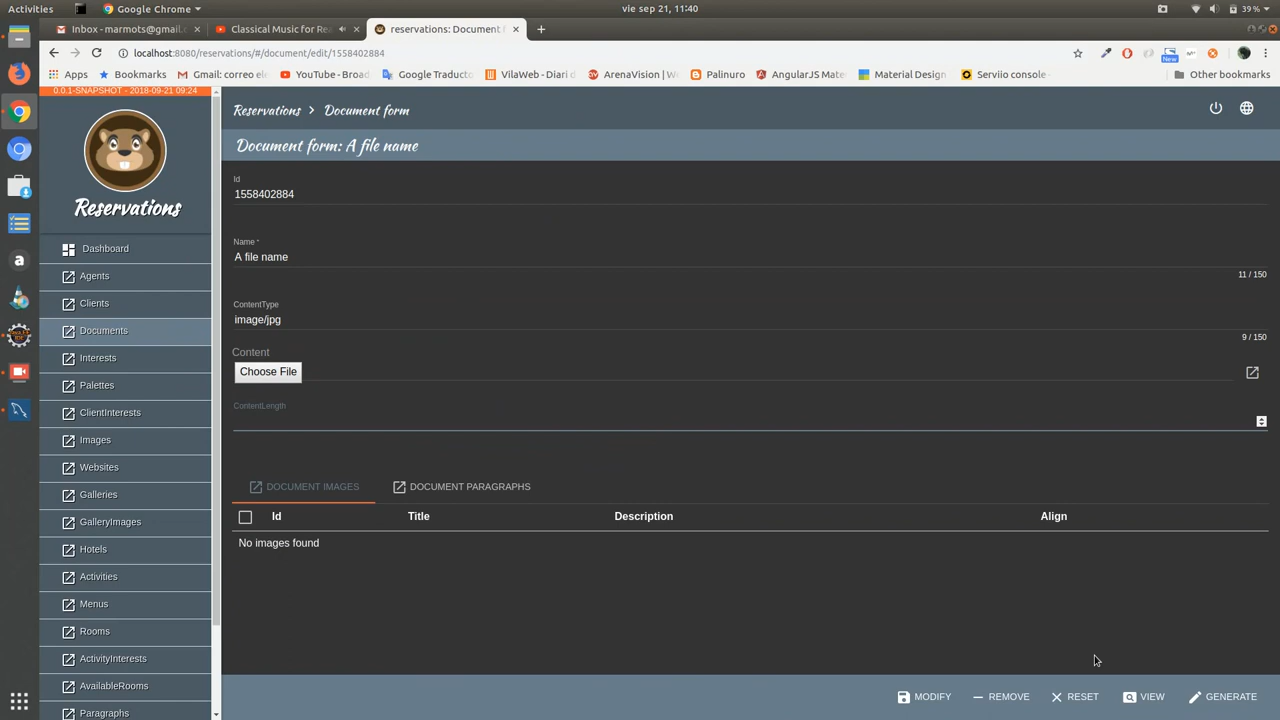 Activities
Google Chrome
vie sep 21, 11:40
39 %
Inbox - marmots@gmail.
Classical Music for Re
reservations: Document f
localhost:8080/reservations/#/document/edit/1558402884
New
Apps
Bookmarks
Gmail: correo ele
YouTube - Broad
Google Traducto
VilaWeb - Diari d
ArenaVision | W
Palinuro
AngularJS Mate
Material Design
Serviio console
Other bookmarks
0.0.1-SNAPSHOT - 2018-09-21 09:24
Reservations
Dashboard
Agents
Clients
Documents
Interests
Palettes
ClientInterests
Images
Websites
Galleries
GalleryImages
Hotels
Activities
Menus
Rooms
ActivityInterests
AvailableRooms
Paragraphs
Reservations > Document form
Document form: A file name
Id
1558402884
Name *
A file name
11 / 150
ContentType
image/jpg
9 / 150
Content
Choose File
ContentLength
DOCUMENT IMAGES
DOCUMENT PARAGRAPHS
Id Title Description Align
No images found
MODIFY
REMOVE
RESET
VIEW
GENERATE